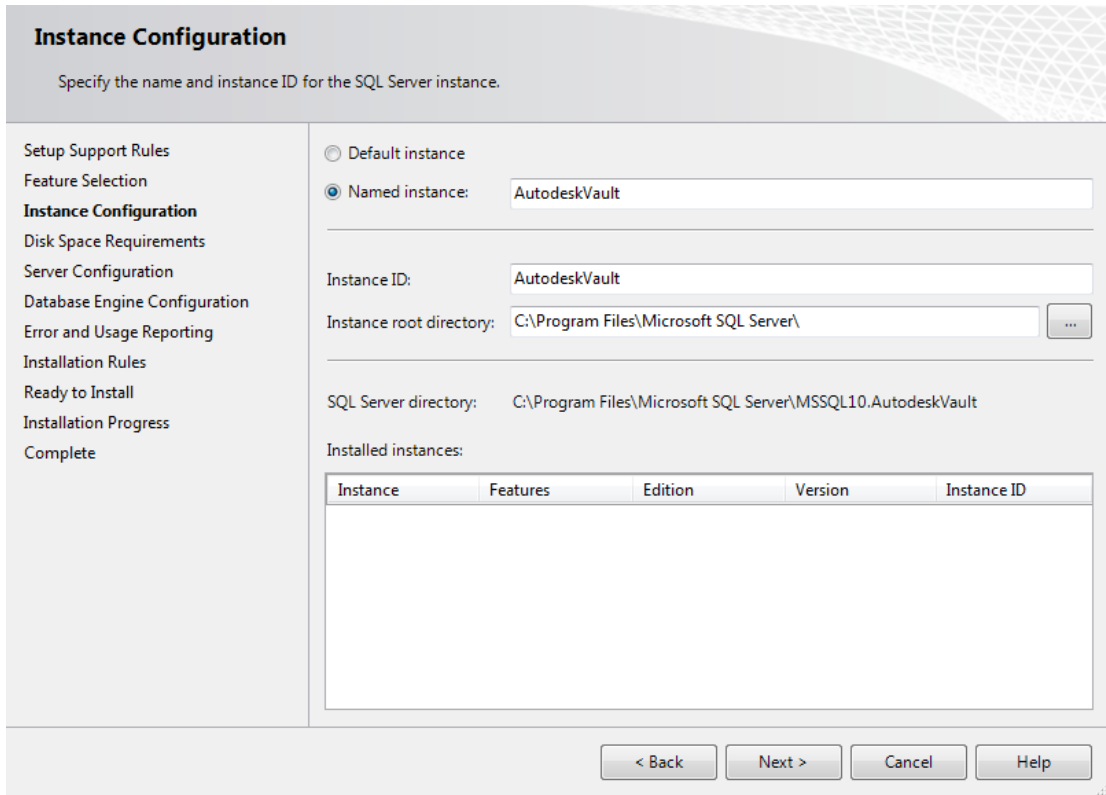 Instance Configuration
Specify the name and instance ID for the SQL Server instance.
Setup Support Rules
Feature Selection
Instance Configuration
Disk Space Requirements
Server Configuration
Database Engine Configuration
Error and Usage Reporting
Installation Rules
Ready to Install
Installation Progress
Complete
Default instance
Named instance: AutodeskVault
Instance ID: AutodeskVault
Instance root directory: C:\Program Files\Microsoft SQL Server\ ...
SQL Server directory: C:\Program Files\Microsoft SQL Server\MSSQL10.AutodeskVault
Installed instances:
Instance Features Edition Version Instance ID
< Back Next > Cancel Help